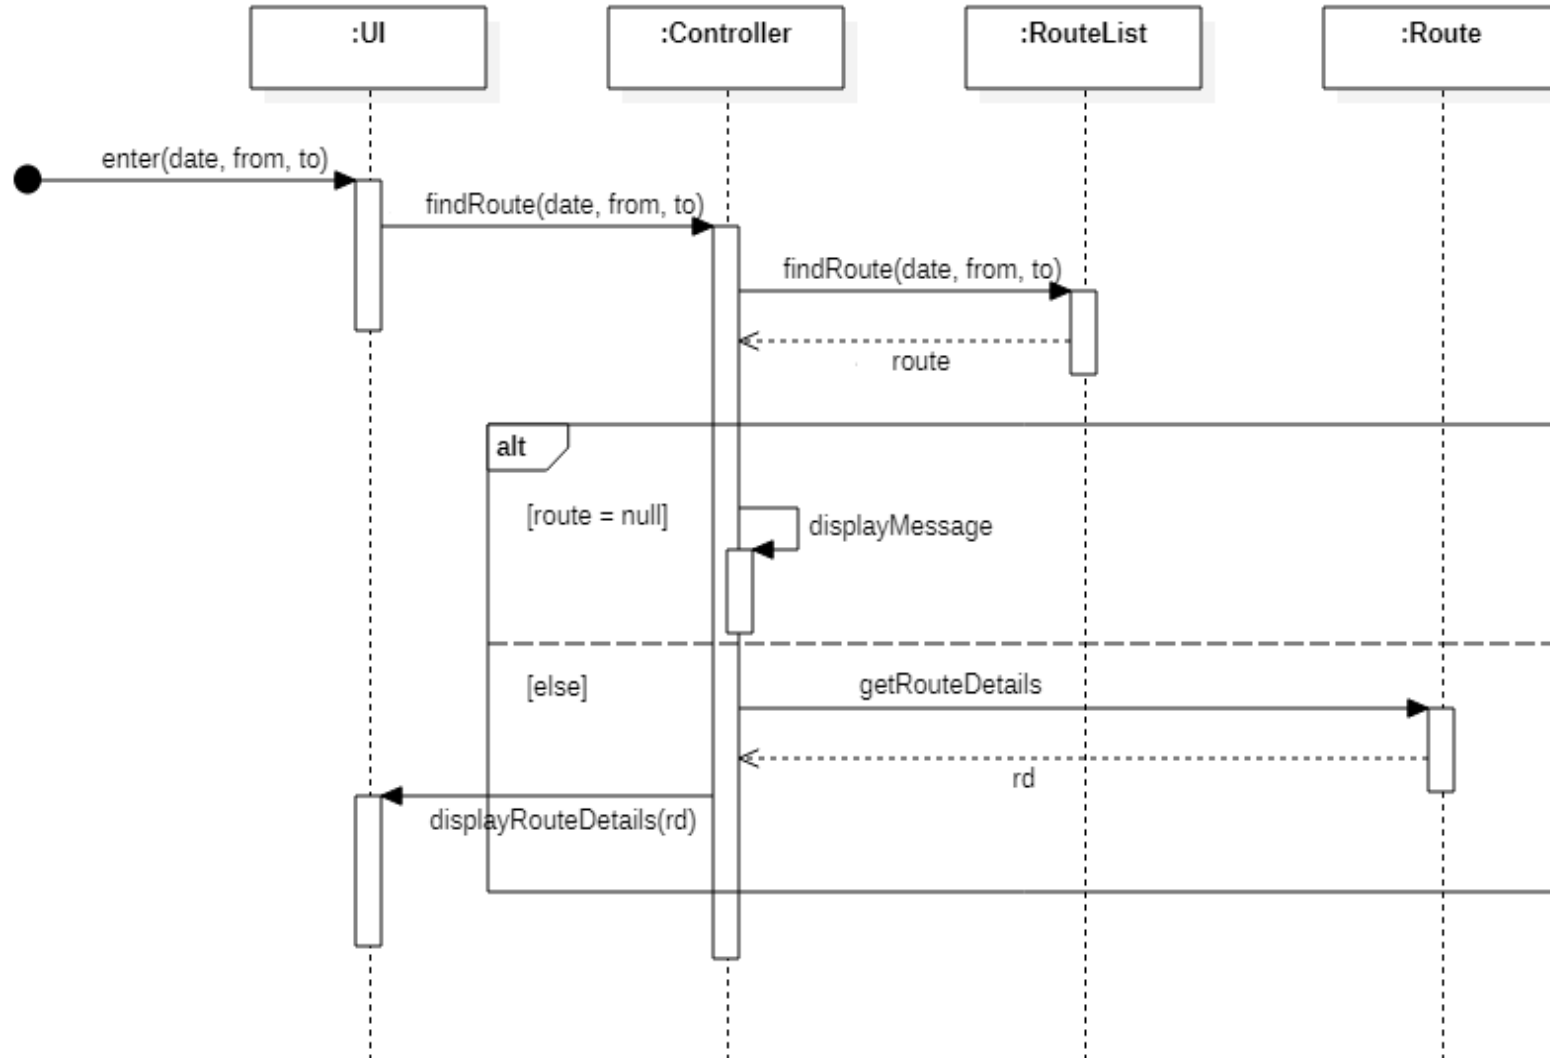 :UI
:Controller
:RouteList
:Route
enter(date, from, to)
findRoute(date, from, to)
findRoute(date, from, to)
route
alt
[route = null]
displayMessage
[else]
getRouteDetails
rd
displayRouteDetails(rd)